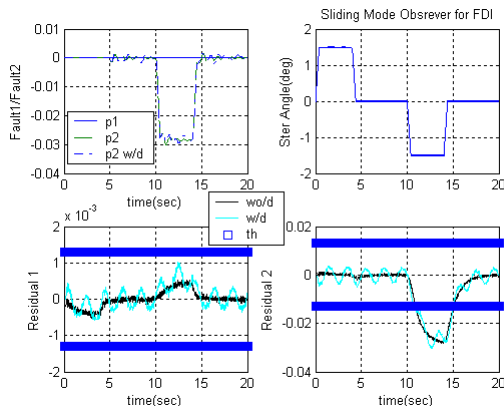 Sliding Mode Obsrever for FDI
0.01
0
-0.01
-0.02
-0.03
-0.04
Fault1/Fault2
p1
p2
p2 w/d
0 5 10 15 20
time(sec)
2
1
0
-1
-2
Ster Angle(deg)
0 5 10 15 20
time(sec)
wo/d
w/d
th
x 10⁻³
2
1
0
-1
-2
Residual 1
0 5 10 15 20
time(sec)
0.02
0
-0.02
-0.04
Residual 2
0 5 10 15 20
time(sec)